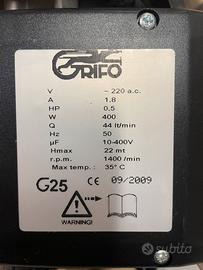 GRIFO
V ~ 220 a.c.
A 1.8
HP 0,5
W 400
Q 44 lt/min
Hz 50
µF 10-400V
Hmax 22 mt
r.p.m. 1400 /min
Max temp.: 35° C
G25 CE 09/2009
WARNING!
subito